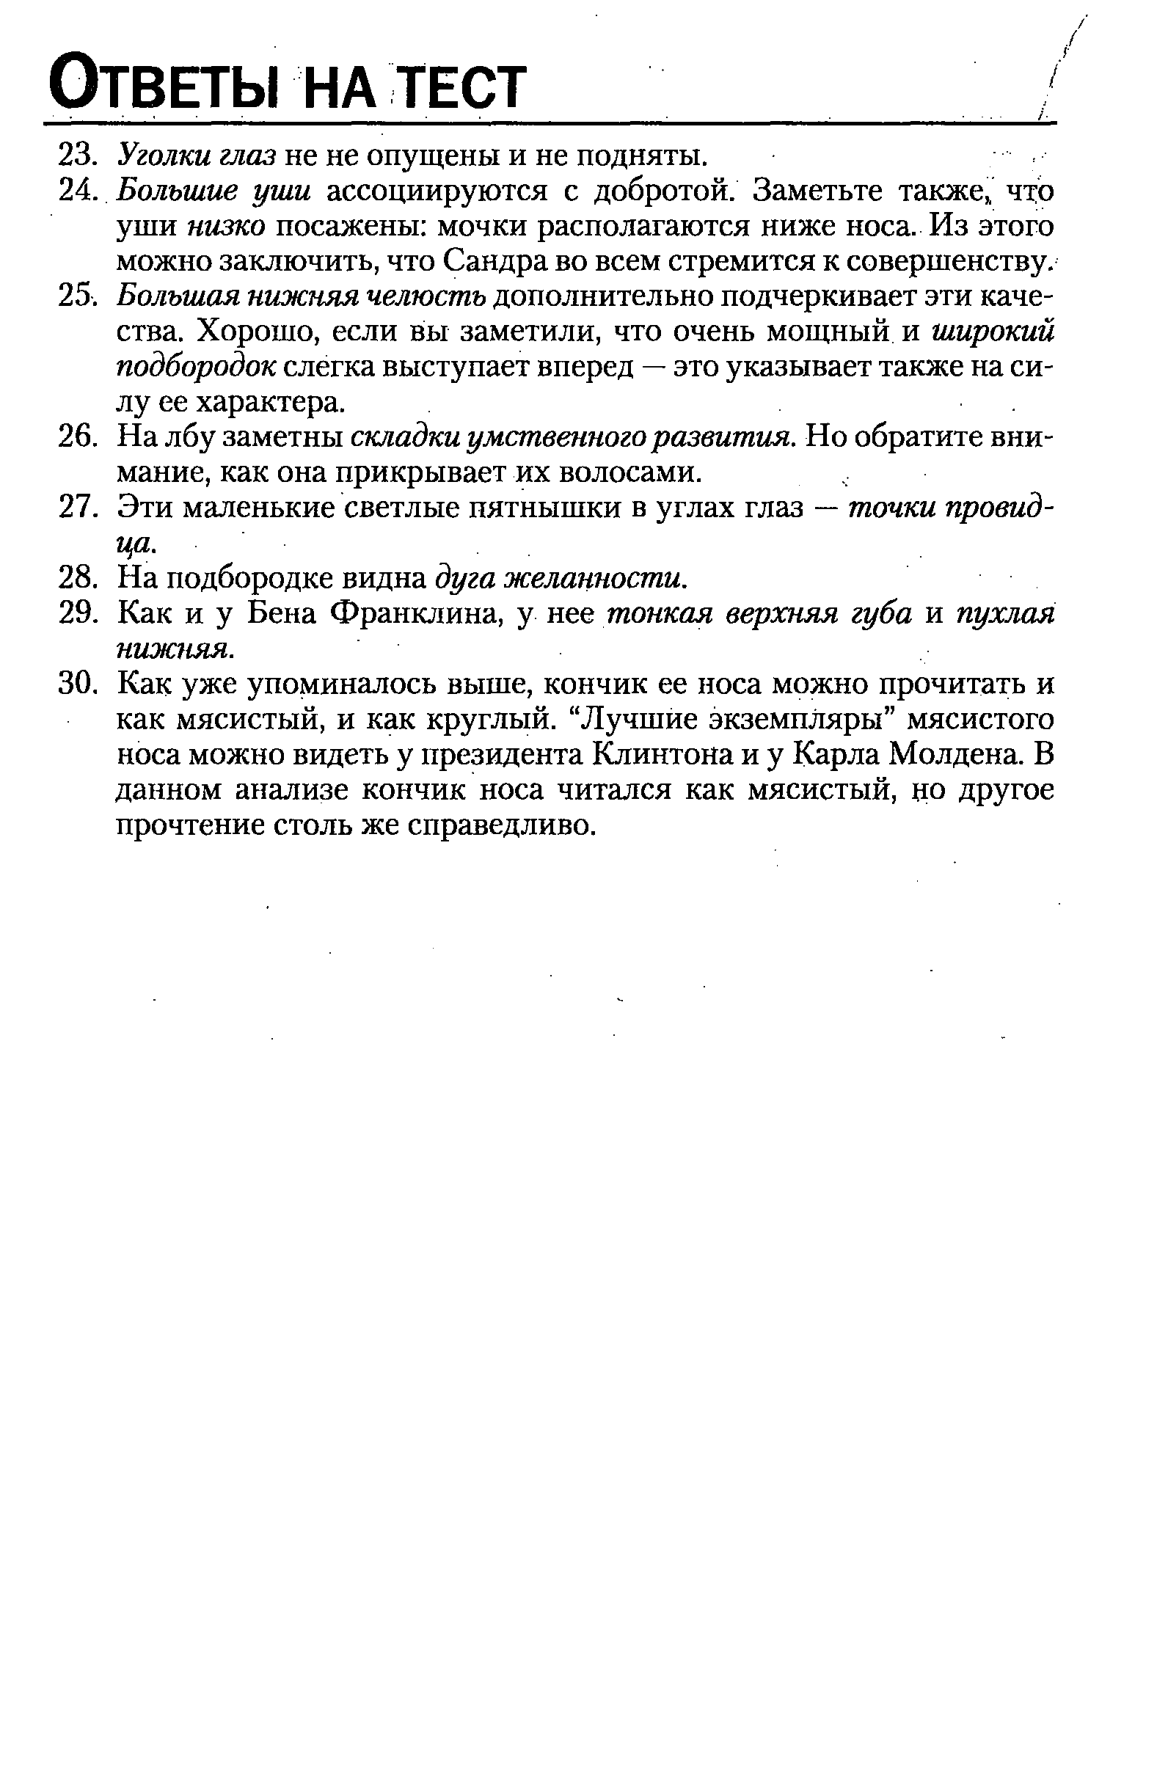 ОТВЕТЫ НА ТЕСТ
23. Уголки глаз не не опущены и не подняты.
24. Большие уши ассоциируются с добротой. Заметьте также, что
уши низко посажены: мочки располагаются ниже носа. Из этого
можно заключить, что Сандра во всем стремится к совершенству.
25. Большая нижняя челюсть дополнительно подчеркивает эти каче-
ства. Хорошо, если вы заметили, что очень мощный и широкий
подбородок слегка выступает вперед — это указывает также на си-
лу ее характера.
26. На лбу заметны складки умственного развития. Но обратите вни-
мание, как она прикрывает их волосами.
27. Эти маленькие светлые пятнышки в углах глаз — точки провид-
ца.
28. На подбородке видна дуга желанности.
29. Как и у Бена Франклина, у нее тонкая верхняя губа и пухлая
нижняя.
30. Как уже упоминалось выше, кончик ее носа можно прочитать и
как мясистый, и как круглый. “Лучшие экземпляры” мясистого
носа можно видеть у президента Клинтона и у Карла Молдена. В
данном анализе кончик носа читался как мясистый, но другое
прочтение столь же справедливо.